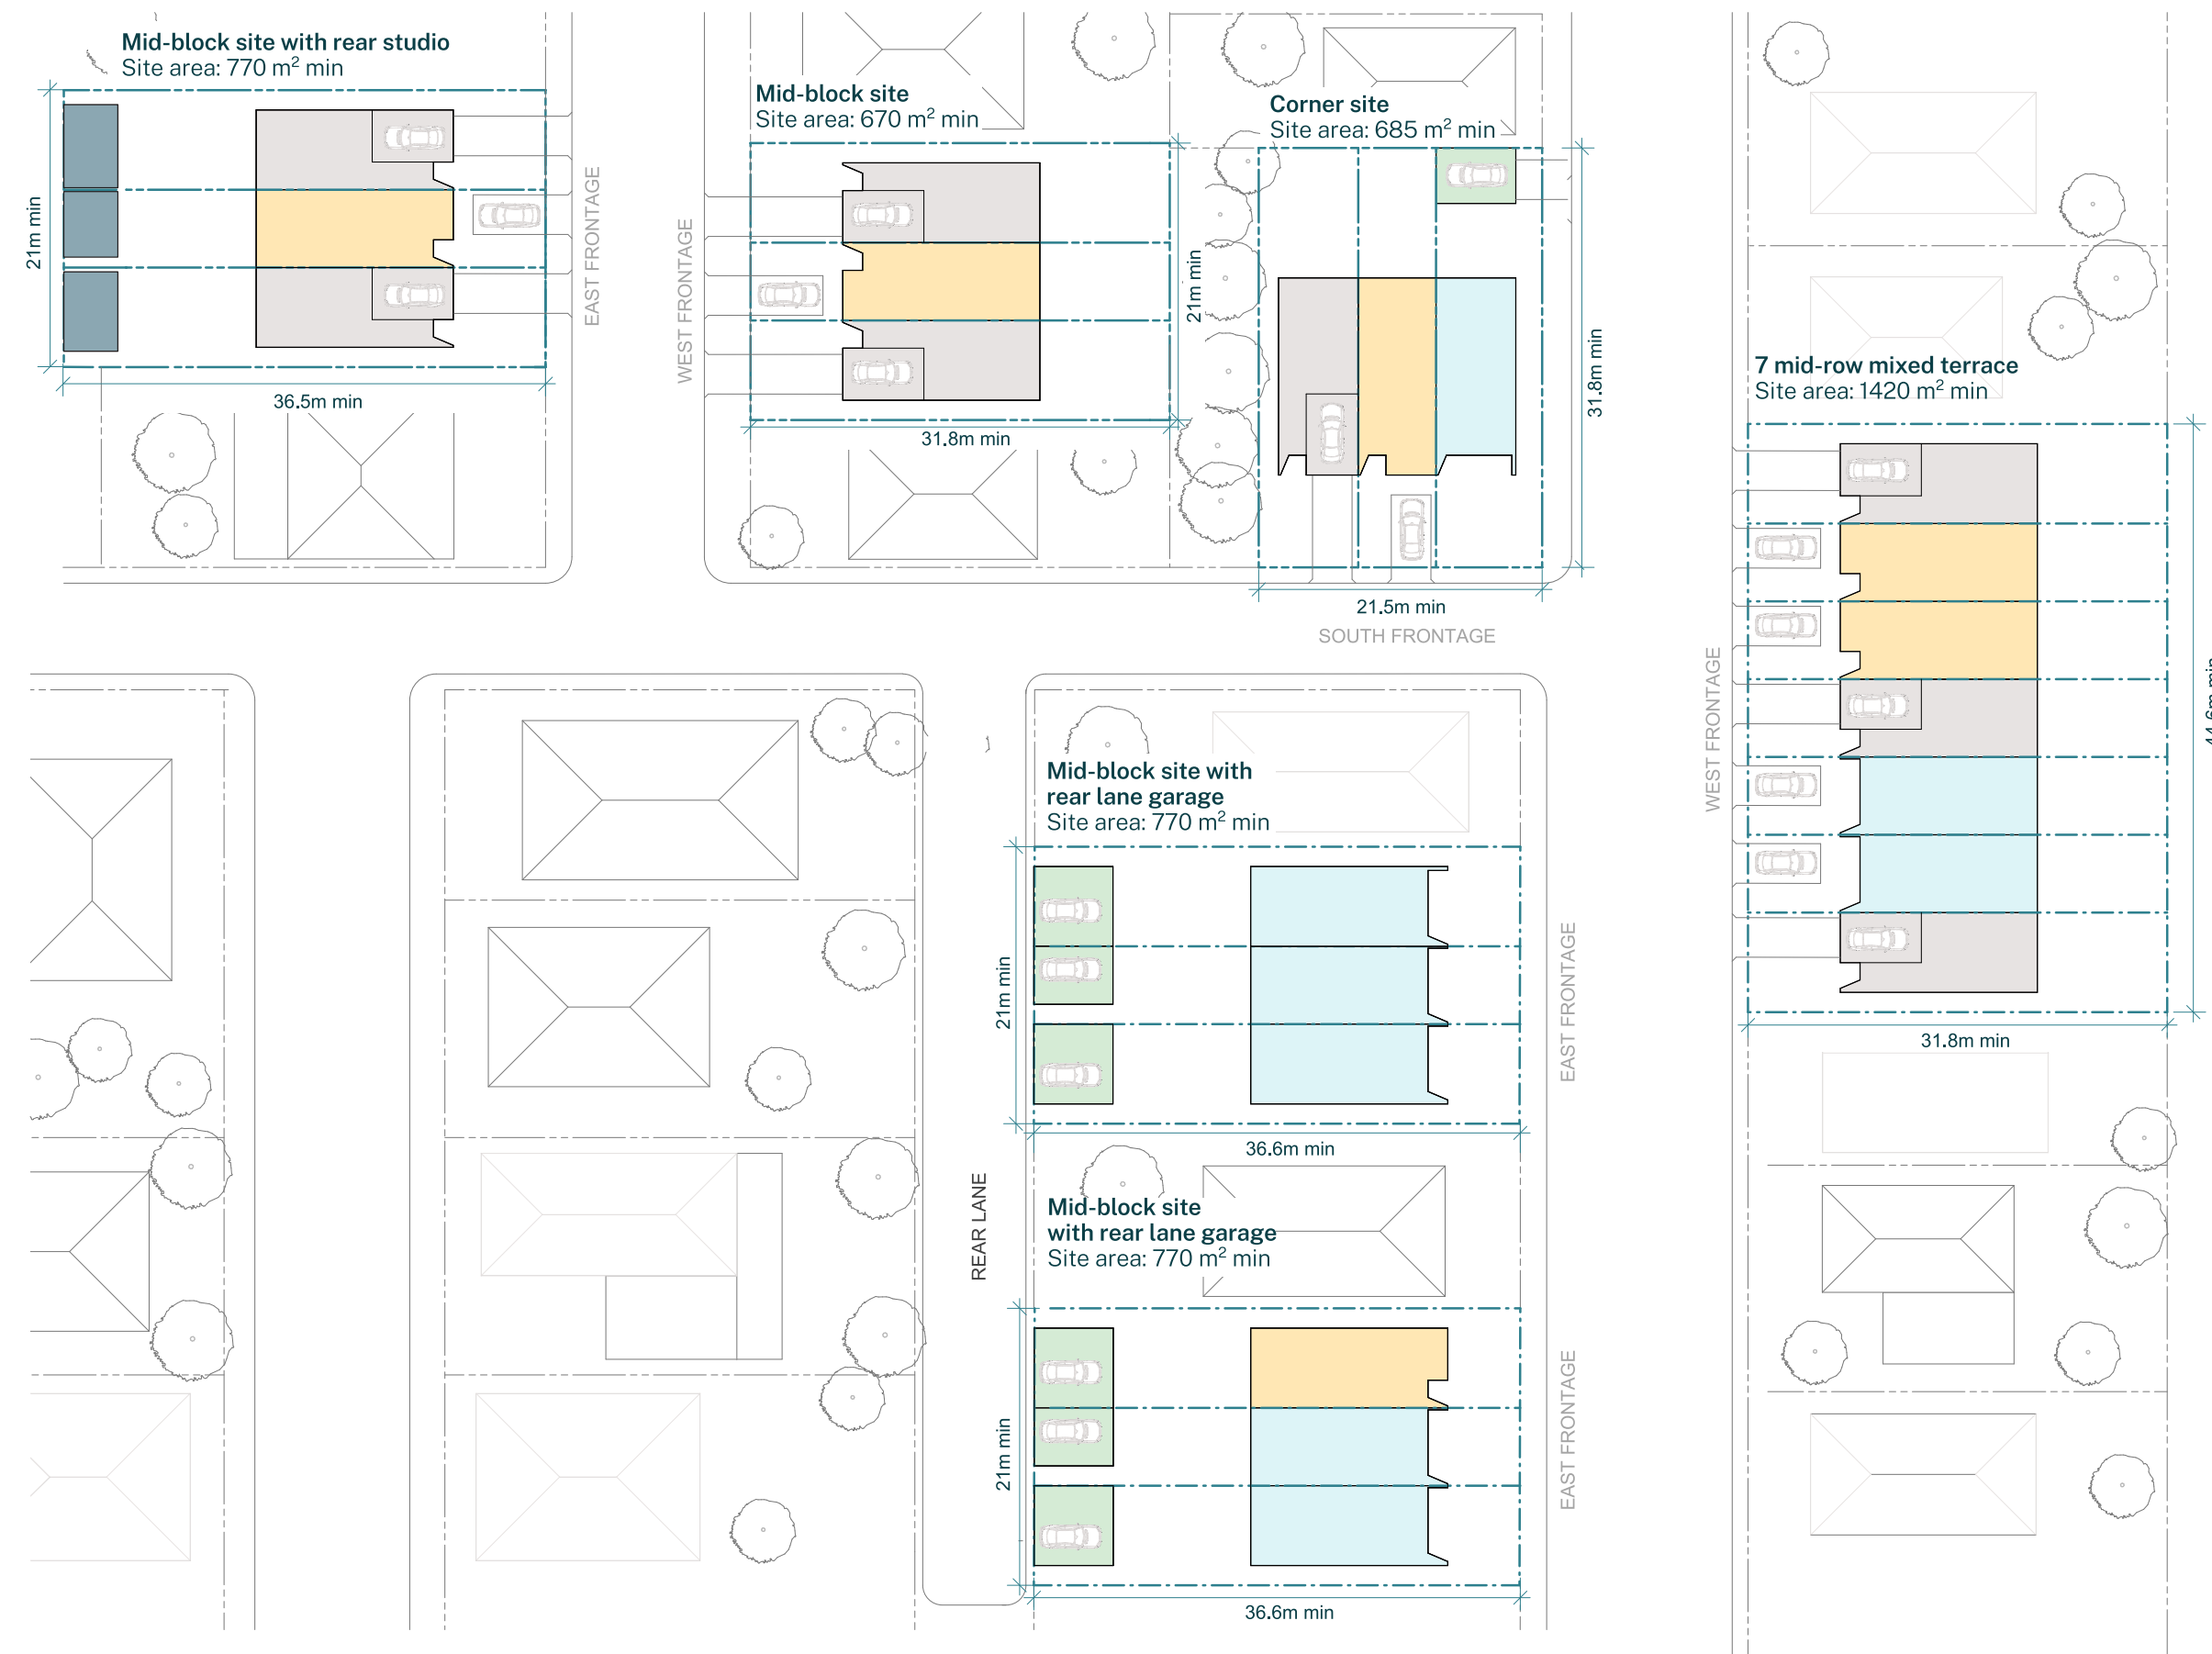 Mid-block site with rear studio
Site area: 770 m² min
21m min
36.5m min
EAST FRONTAGE
Mid-block site
Site area: 670 m² min
WEST FRONTAGE
21m min
31.8m min
Corner site
Site area: 685 m² min
31.8m min
21.5m min
SOUTH FRONTAGE
7 mid-row mixed terrace
Site area: 1420 m² min
WEST FRONTAGE
44.6m min
31.8m min
Mid-block site with
rear lane garage
Site area: 770 m² min
21m min
36.6m min
EAST FRONTAGE
REAR LANE
Mid-block site
with rear lane garage
Site area: 770 m² min
21m min
36.6m min
EAST FRONTAGE